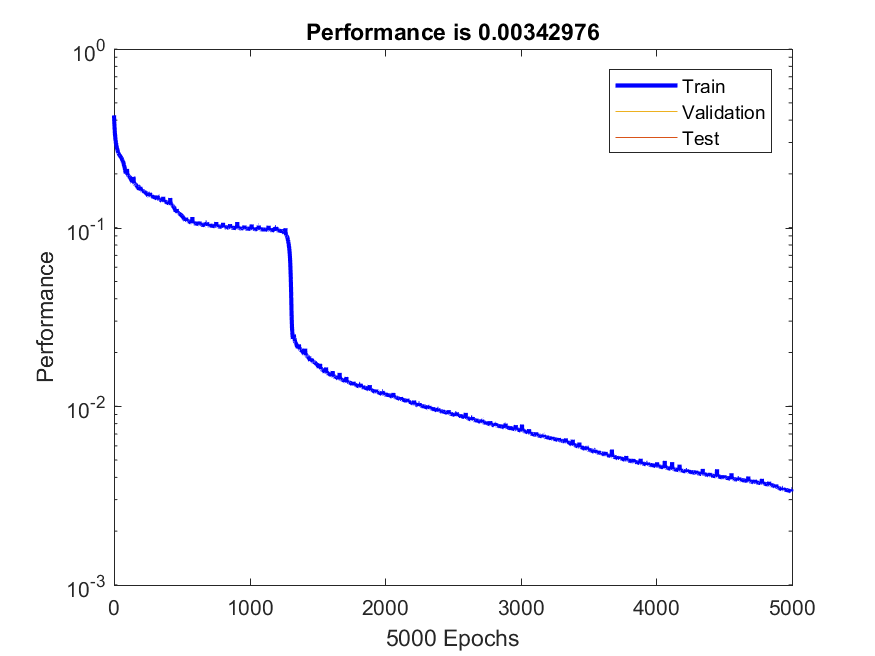 Performance is 0.00342976
10^0
Train
Validation
Test
10^-1
Performance
10^-2
10^-3
0 1000 2000 3000 4000 5000
5000 Epochs